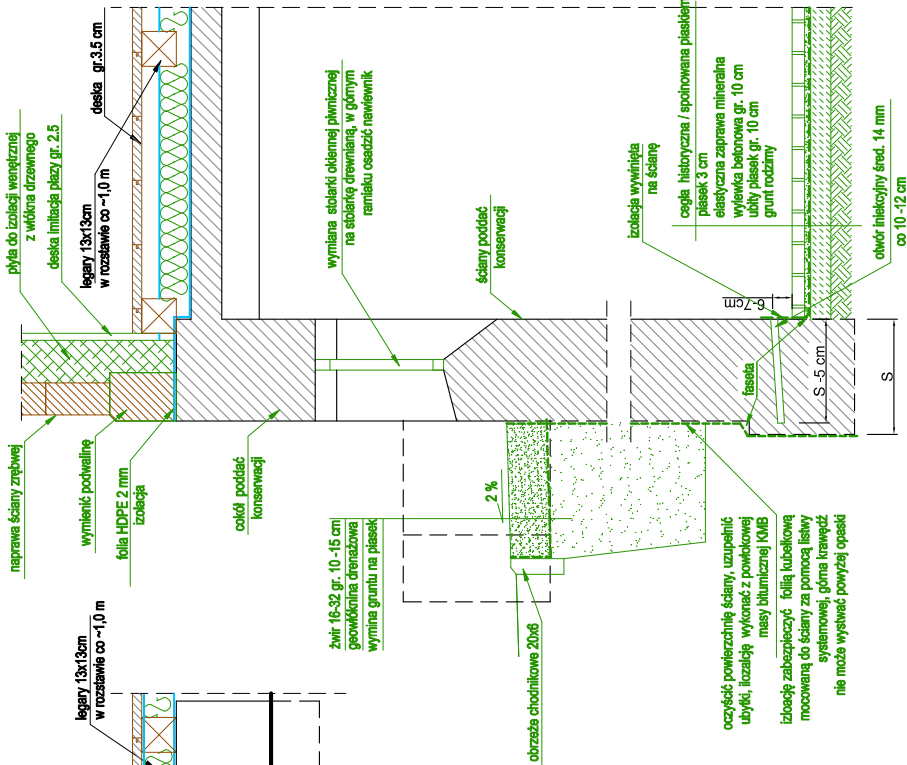 płyta do izolacji wenętrznej
z włókna drzewnego
deska imitacja płazy gr. 2.5
legary 13x13cm
w rozstawie co ~1,0 m
deska  gr.3.5 cm
naprawa ściany zrębowej
wymienić podwalinę
folia HDPE 2 mm
izolacja
cokół poddać
konserwacji
wymiana  stolarki okiennej piwnicznej
na stolarkę drewnianą, w górnym
ramiaku osadzić nawiewnik
ściany poddać
konserwacji
izolacja wywinięta
na ścianę
cegła  historyczna / spoinowana piaskiem
piasek 3 cm
elastyczna zaprawa mineralna
wylewka betonowa gr. 10 cm
ubity piasek gr. 10 cm
grunt rodzimy
otwór iniekcyjny śred. 14 mm
co 10 -12 cm
6-7cm
faseta
S -5 cm
S
2 %
żwir 16-32 gr. 10 -15 cm
geowłóknina drenażowa
wymina gruntu na piasek
obrzeże chodnikowe 20x6
oczyścić powierzchnię ściany, uzupełnić
ubytki, ilozalcję wykonać z powłokowej
masy bitumicznej KMB
izloację zabezpieczyć  folią kubełkową
mocowaną do ściany za pomocą listwy
systemowej, górna krawędź
nie może wystwać powyżej opaski
legary 13x13cm
w rozstawie co ~1,0 m